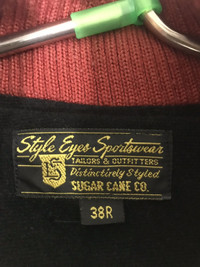 Style Eyes Sportswear
TAILORS & OUTFITTERS
Distinctively Styled
SUGAR CANE CO.
38R